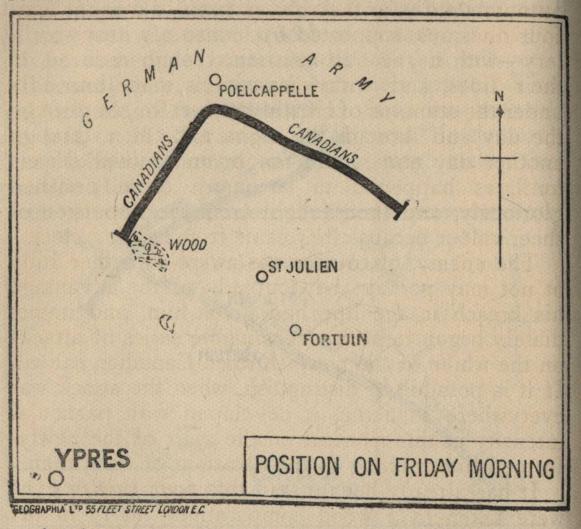 GERMAN ARMY
POELCAPPELLE
N
CANADIANS
CANADIANS
WOOD
ST JULIEN
FORTUIN
YPRES
POSITION ON FRIDAY MORNING
GEOGRAPHIA LTD 55 FLEET STREET LONDON E.C.